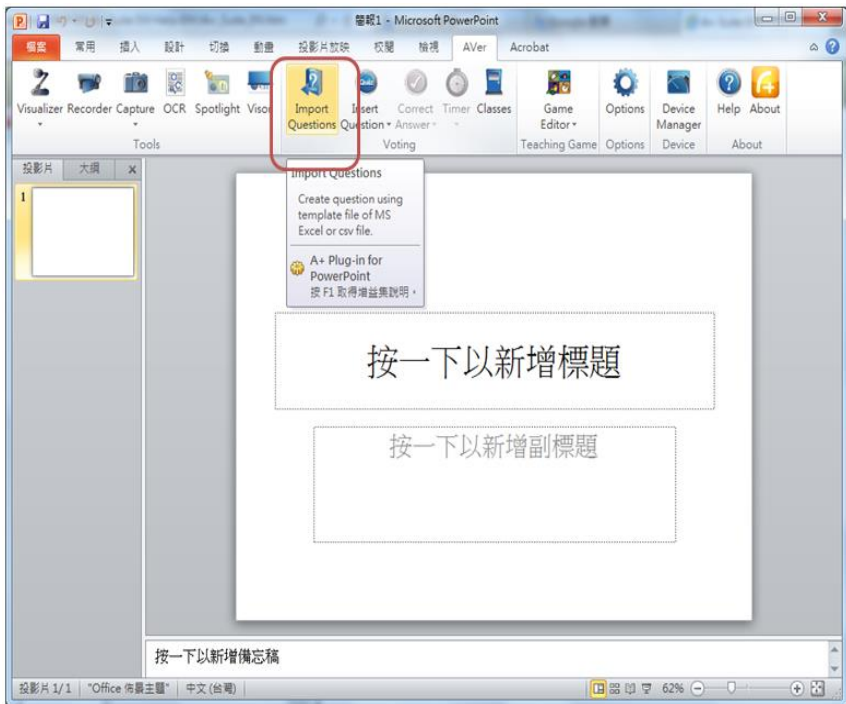 簡報1 - Microsoft PowerPoint
檔案 常用 插入 設計 切換 動畫 投影片放映 校閱 檢視 AVer Acrobat
Visualizer Recorder Capture OCR Spotlight Visor Import Insert Correct Timer Classes Game Options Device Help About
Questions Question Answer Editor Manager
Tools Voting Teaching Game Options Device About
投影片 大綱 x
1
Import Questions
Create question using
template file of MS
Excel or csv file.
A+ Plug-in for
PowerPoint
按 F1 取得增益集說明。
按一下以新增標題
按一下以新增副標題
按一下以新增備忘稿
投影片 1/1 "Office 佈景主題" 中文 (台灣) 62%